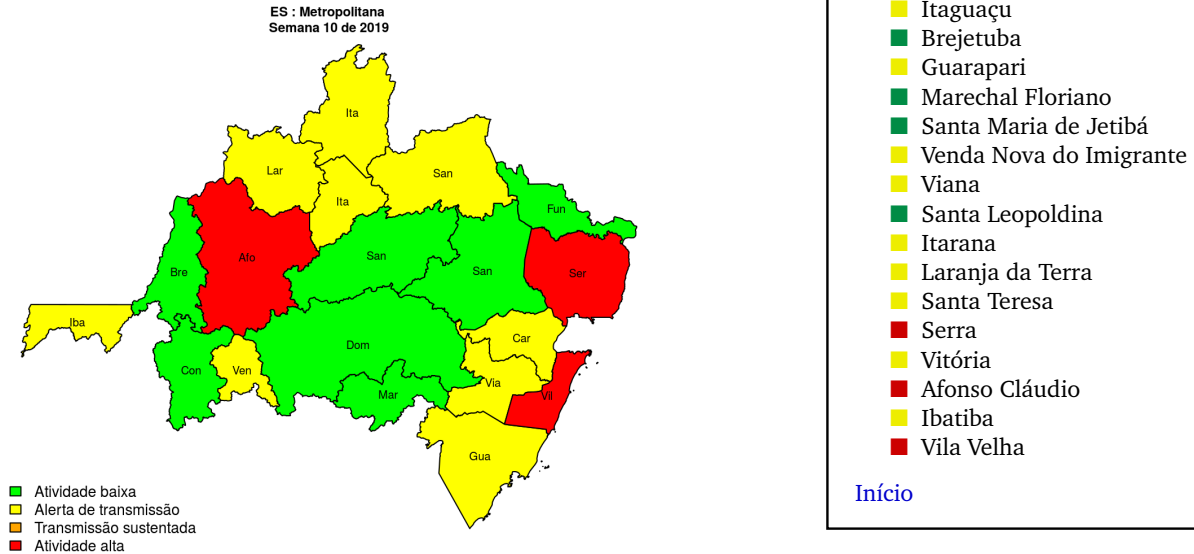 ES : Metropolitana
Semana 10 de 2019
Ita
Lar
San
Ita
Fun
Afo
San
San
Ser
Bre
Iba
Car
Dom
Con
Ven
Via
Mar
Vil
Gua
Atividade baixa
Alerta de transmissão
Transmissão sustentada
Atividade alta
Itaguaçu
Brejetuba
Guarapari
Marechal Floriano
Santa Maria de Jetibá
Venda Nova do Imigrante
Viana
Santa Leopoldina
Itarana
Laranja da Terra
Santa Teresa
Serra
Vitória
Afonso Cláudio
Ibatiba
Vila Velha
Início